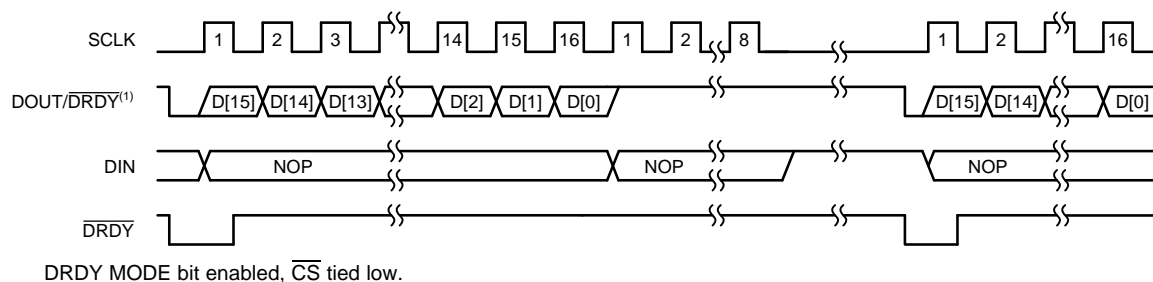 SCLK 1 2 3 14 15 16 1 2 8 1 2 16
DOUT/DRDY(1) D[15] D[14] D[13] D[2] D[1] D[0] D[15] D[14] D[0]
DIN NOP NOP NOP
DRDY
DRDY MODE bit enabled, CS tied low.